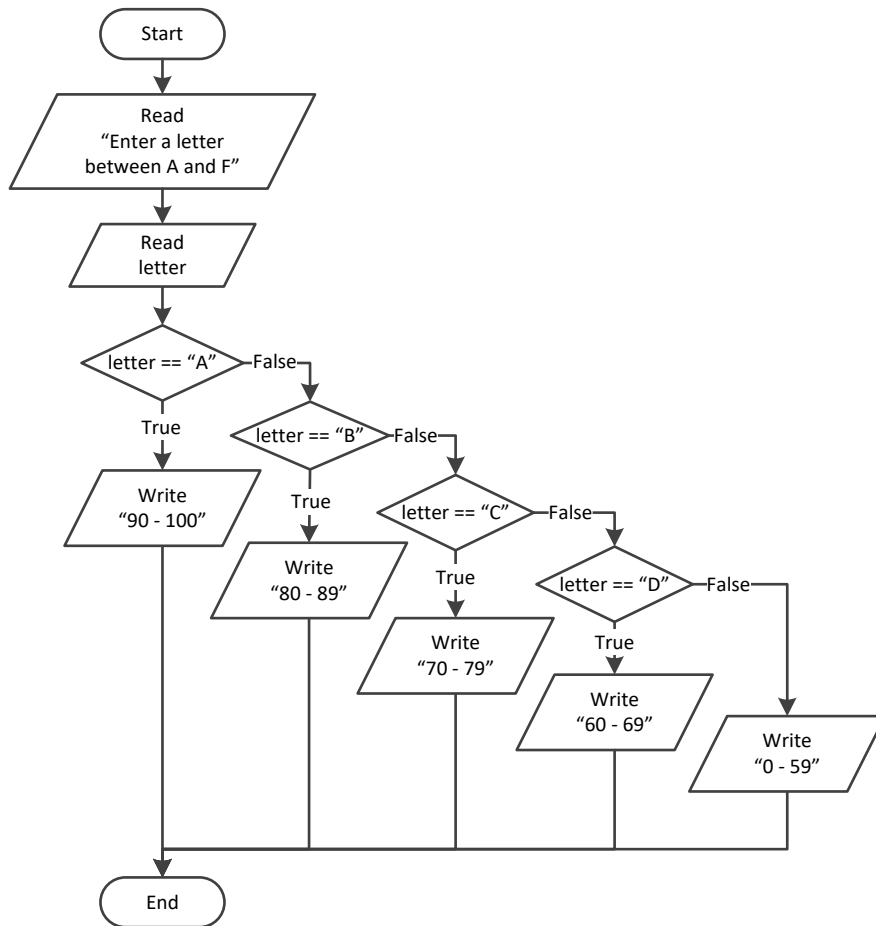 Start
Read
“Enter a letter
between A and F”
Read
letter
letter == “A”
False
True
letter == “B”
False
Write
“90 - 100”
True
letter == “C”
False
Write
“80 - 89”
True
letter == “D”
False
Write
“70 - 79”
True
Write
“60 - 69”
Write
“0 - 59”
End